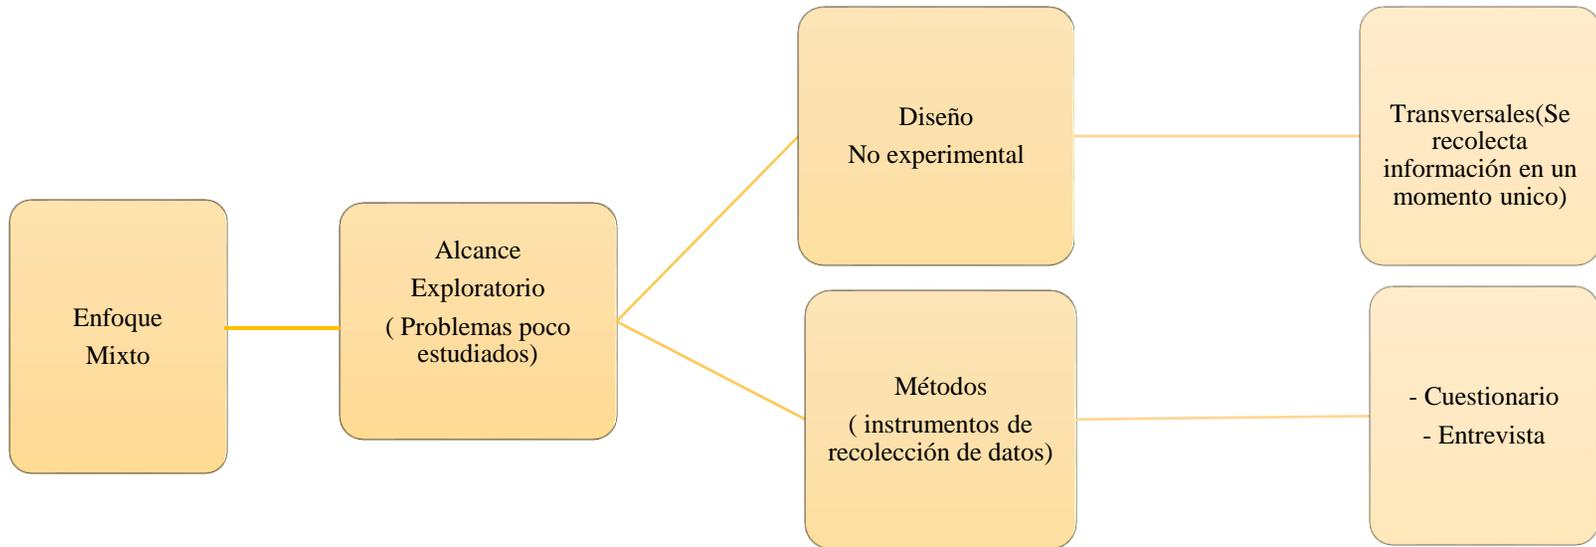 Enfoque
Mixto
Alcance
Exploratorio
( Problemas poco
estudiados)
Diseño
No experimental
Transversales(Se
recolecta
información en un
momento unico)
Métodos
( instrumentos de
recolección de datos)
- Cuestionario
- Entrevista